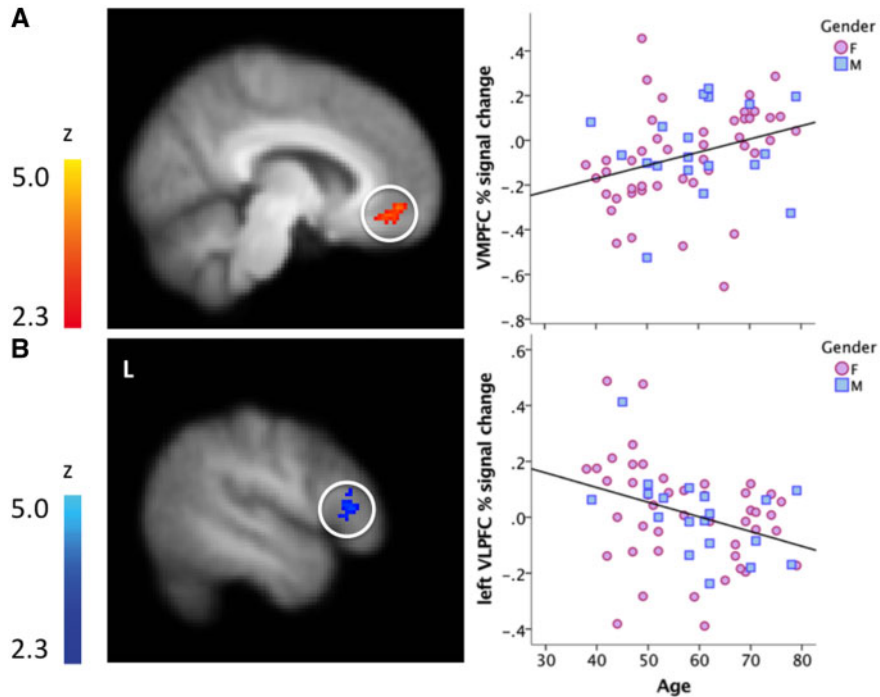 A
z
5.0
2.3
Gender
F
M
.4
.2
.0
-.2
-.4
-.6
-.8
VMPFC % signal change
B
L
z
5.0
2.3
Gender
F
M
.6
.4
.2
.0
-.2
-.4
left VLPFC % signal change
30 40 50 60 70 80
Age